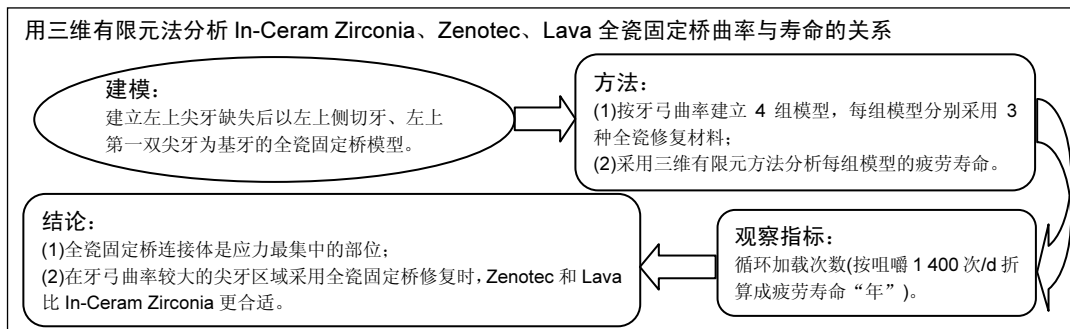 用三维有限元法分析 In-Ceram Zirconia、Zenotec、Lava 全瓷固定桥曲率与寿命的关系
建模：
建立左上尖牙缺失后以左上侧切牙、左上
第一双尖牙为基牙的全瓷固定桥模型。
方法：
(1)按牙弓曲率建立 4 组模型，每组模型分别采用 3
种全瓷修复材料；
(2)采用三维有限元方法分析每组模型的疲劳寿命。
观察指标：
循环加载次数(按咀嚼 1 400 次/d 折
算成疲劳寿命“年”)。
结论：
(1)全瓷固定桥连接体是应力最集中的部位；
(2)在牙弓曲率较大的尖牙区域采用全瓷固定桥修复时，Zenotec 和 Lava
比 In-Ceram Zirconia 更合适。